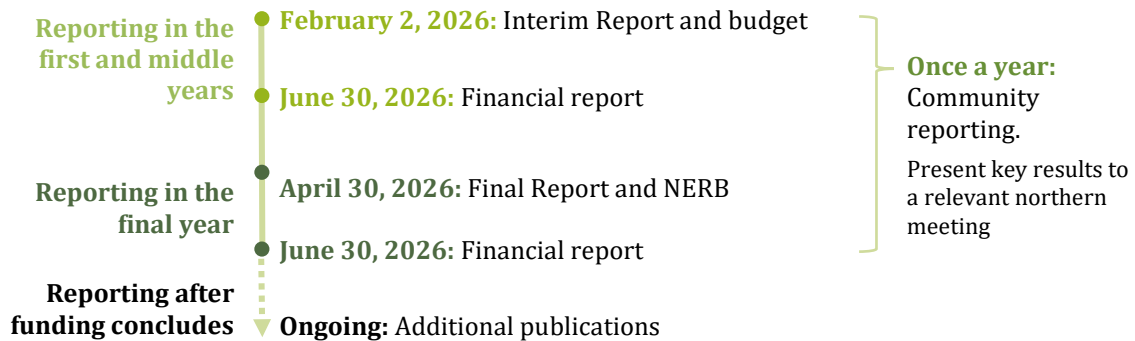 Reporting in the
first and middle
years
February 2, 2026: Interim Report and budget
June 30, 2026: Financial report
Reporting in the
final year
April 30, 2026: Final Report and NERB
June 30, 2026: Financial report
Reporting after
funding concludes
Ongoing: Additional publications
Once a year:
Community
reporting.
Present key results to
a relevant northern
meeting